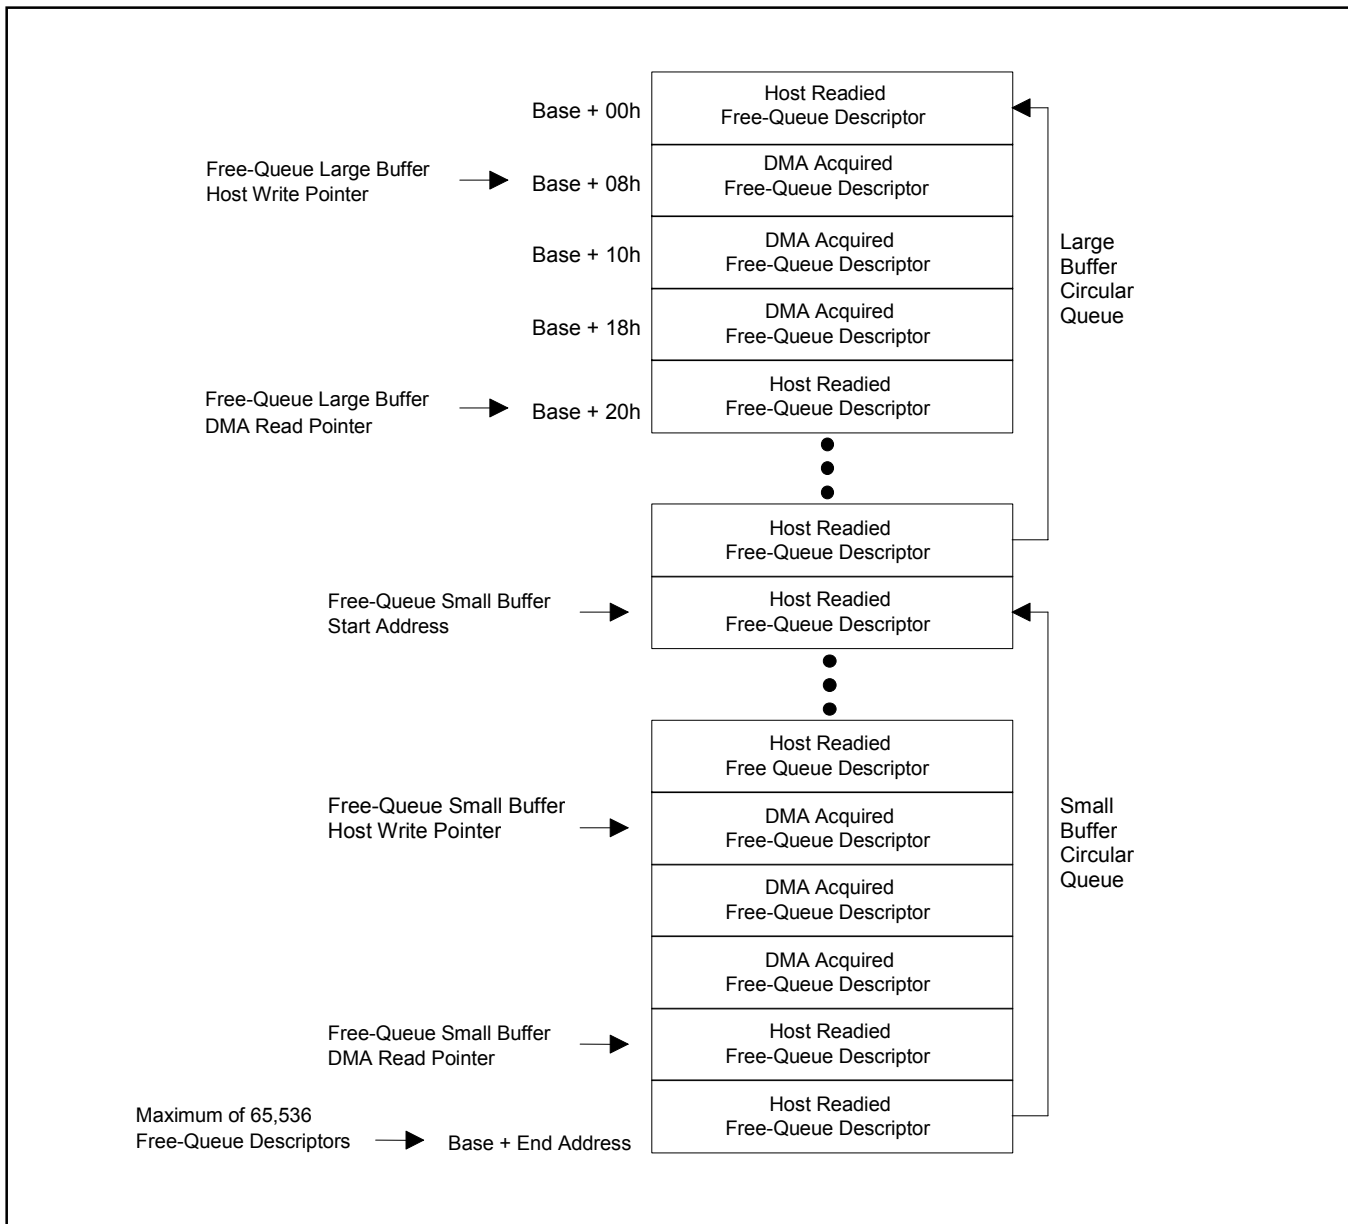 Host Readied
Free-Queue Descriptor
Base + 00h
Free-Queue Large Buffer
Host Write Pointer
Base + 08h
DMA Acquired
Free-Queue Descriptor
Base + 10h
DMA Acquired
Free-Queue Descriptor
Large
Buffer
Circular
Queue
Base + 18h
DMA Acquired
Free-Queue Descriptor
Free-Queue Large Buffer
DMA Read Pointer
Base + 20h
Host Readied
Free-Queue Descriptor
Host Readied
Free-Queue Descriptor
Free-Queue Small Buffer
Start Address
Host Readied
Free-Queue Descriptor
Host Readied
Free Queue Descriptor
Free-Queue Small Buffer
Host Write Pointer
DMA Acquired
Free-Queue Descriptor
Small
Buffer
Circular
Queue
DMA Acquired
Free-Queue Descriptor
DMA Acquired
Free-Queue Descriptor
Free-Queue Small Buffer
DMA Read Pointer
Host Readied
Free-Queue Descriptor
Maximum of 65,536
Free-Queue Descriptors
Base + End Address
Host Readied
Free-Queue Descriptor